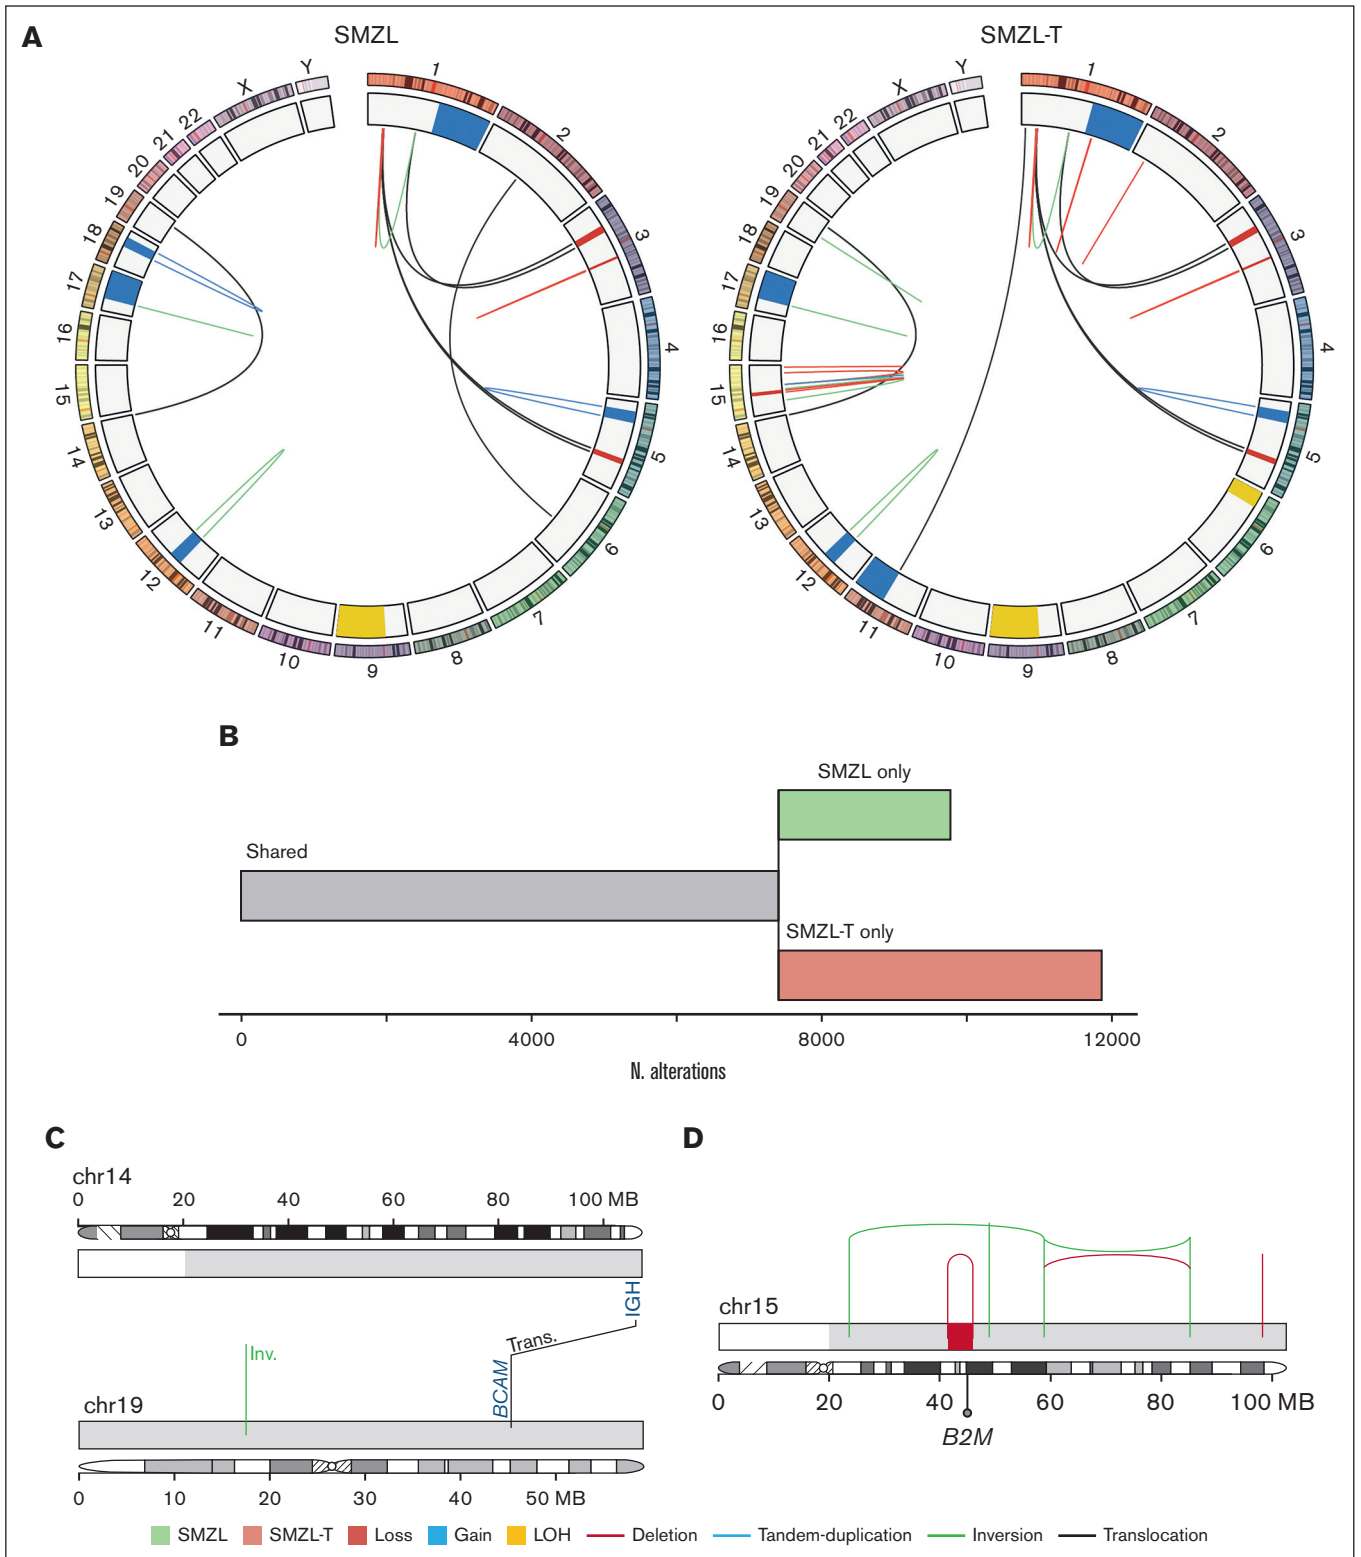 A
SMZL
SMZL-T
1
2
3
4
5
6
7
8
9
10
11
12
13
14
15
16
17
18
19
20
21
22
X
Y
1
2
3
4
5
6
7
8
9
10
11
12
13
14
15
16
17
18
19
20
21
22
X
Y
B
SMZL only
Shared
SMZL-T only
0 4000 8000 12000
N. alterations
C
chr14
0 20 40 60 80 100 MB
IGH
Trans.
Inv.
BCAM
chr19
0 10 20 30 40 50 MB
D
chr15
0 20 40 60 80 100 MB
B2M
SMZL SMZL-T Loss Gain LOH Deletion Tandem-duplication Inversion Translocation